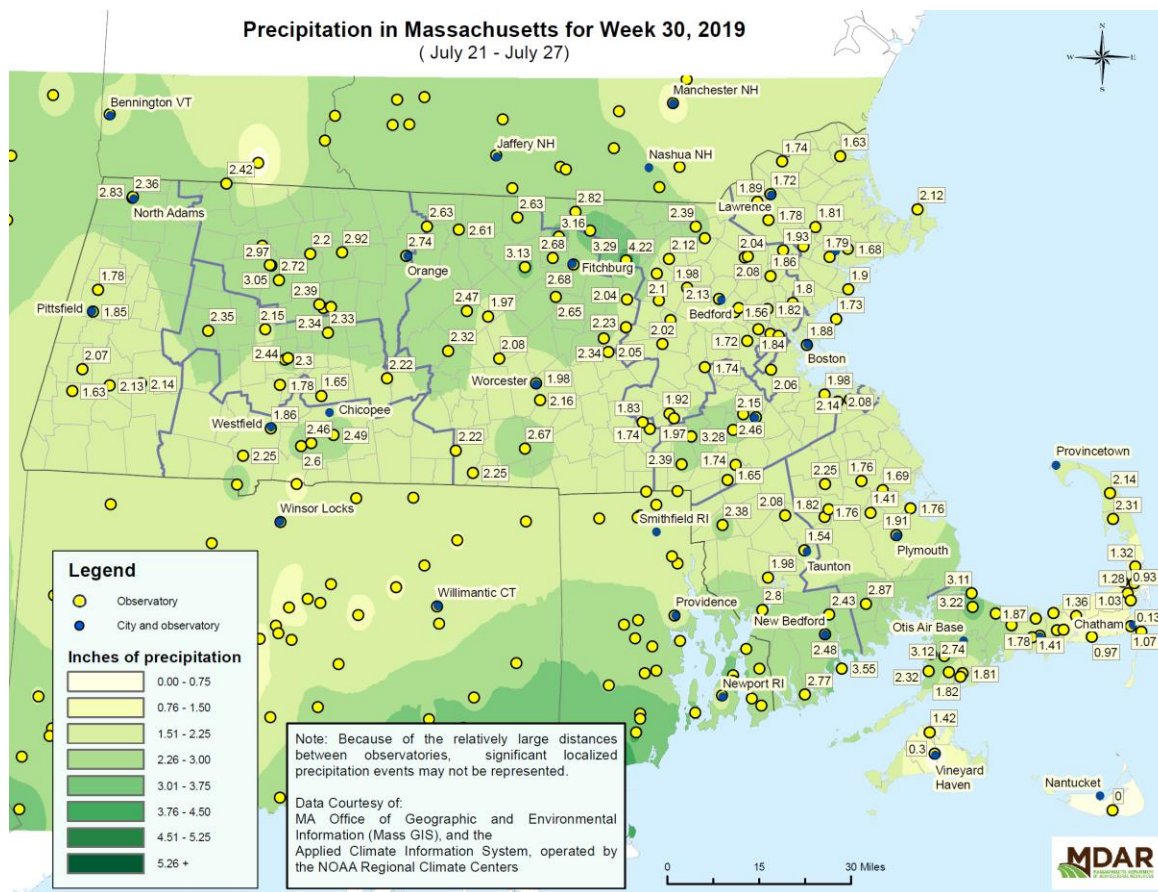 Precipitation in Massachusetts for Week 30, 2019
( July 21 - July 27)
N
W E
S
Bennington VT
Manchester NH
Jaffery NH
Nashua NH
1.74
1.63
2.42
2.83
2.36
North Adams
1.89
1.72
Lawrence
2.12
2.63
2.63
2.82
2.39
1.78
1.81
2.61
3.16
2.2
2.92
2.74
2.97
2.72
Orange
3.13
2.68
3.29
4.22
Fitchburg
2.12
2.04
1.93
1.79
1.68
2.08
1.86
3.05
1.78
Pittsfield
1.85
2.39
2.68
2.65
2.04
1.98
2.1
2.13
Bedford
1.9
1.8
1.82
1.73
2.35
2.15
2.34
2.33
2.47
1.97
2.23
2.02
1.56
1.72
1.84
1.88
Boston
2.07
2.44
2.3
2.32
2.08
2.34
2.05
1.63
2.13
2.14
1.78
1.65
2.22
Worcester
1.98
2.16
1.74
2.06
1.98
2.14
2.08
Westfield
1.86
Chicopee
2.46
2.49
2.6
2.25
2.22
2.25
2.67
1.83
1.74
1.92
1.97
3.28
2.15
2.46
2.39
1.74
1.65
2.25
1.76
1.69
1.41
Provincetown
2.14
2.31
Winsor Locks
Smithfield RI
2.38
2.08
1.82
1.76
1.76
1.91
Plymouth
1.54
Taunton
1.98
1.32
1.28
0.93
1.03
Willimantic CT
Providence
2.8
New Bedford
2.43
2.87
2.48
3.11
3.22
Otis Air Base
1.87
1.36
Chatham
0.13
1.07
1.78
1.41
0.97
3.12
2.74
2.32
1.81
1.82
3.55
2.77
Newport RI
1.42
0.3
Vineyard
Haven
Nantucket
0
Legend
Observatory
City and observatory
Inches of precipitation
0.00 - 0.75
0.76 - 1.50
1.51 - 2.25
2.26 - 3.00
3.01 - 3.75
3.76 - 4.50
4.51 - 5.25
5.26 +
Note: Because of the relatively large distances
between observatories, significant localized
precipitation events may not be represented.
Data Courtesy of:
MA Office of Geographic and Environmental
Information (Mass GIS), and the
Applied Climate Information System, operated by
the NOAA Regional Climate Centers
0 15 30 Miles
MDAR
MASSACHUSETTS DEPARTMENT
OF AGRICULTURAL RESOURCES